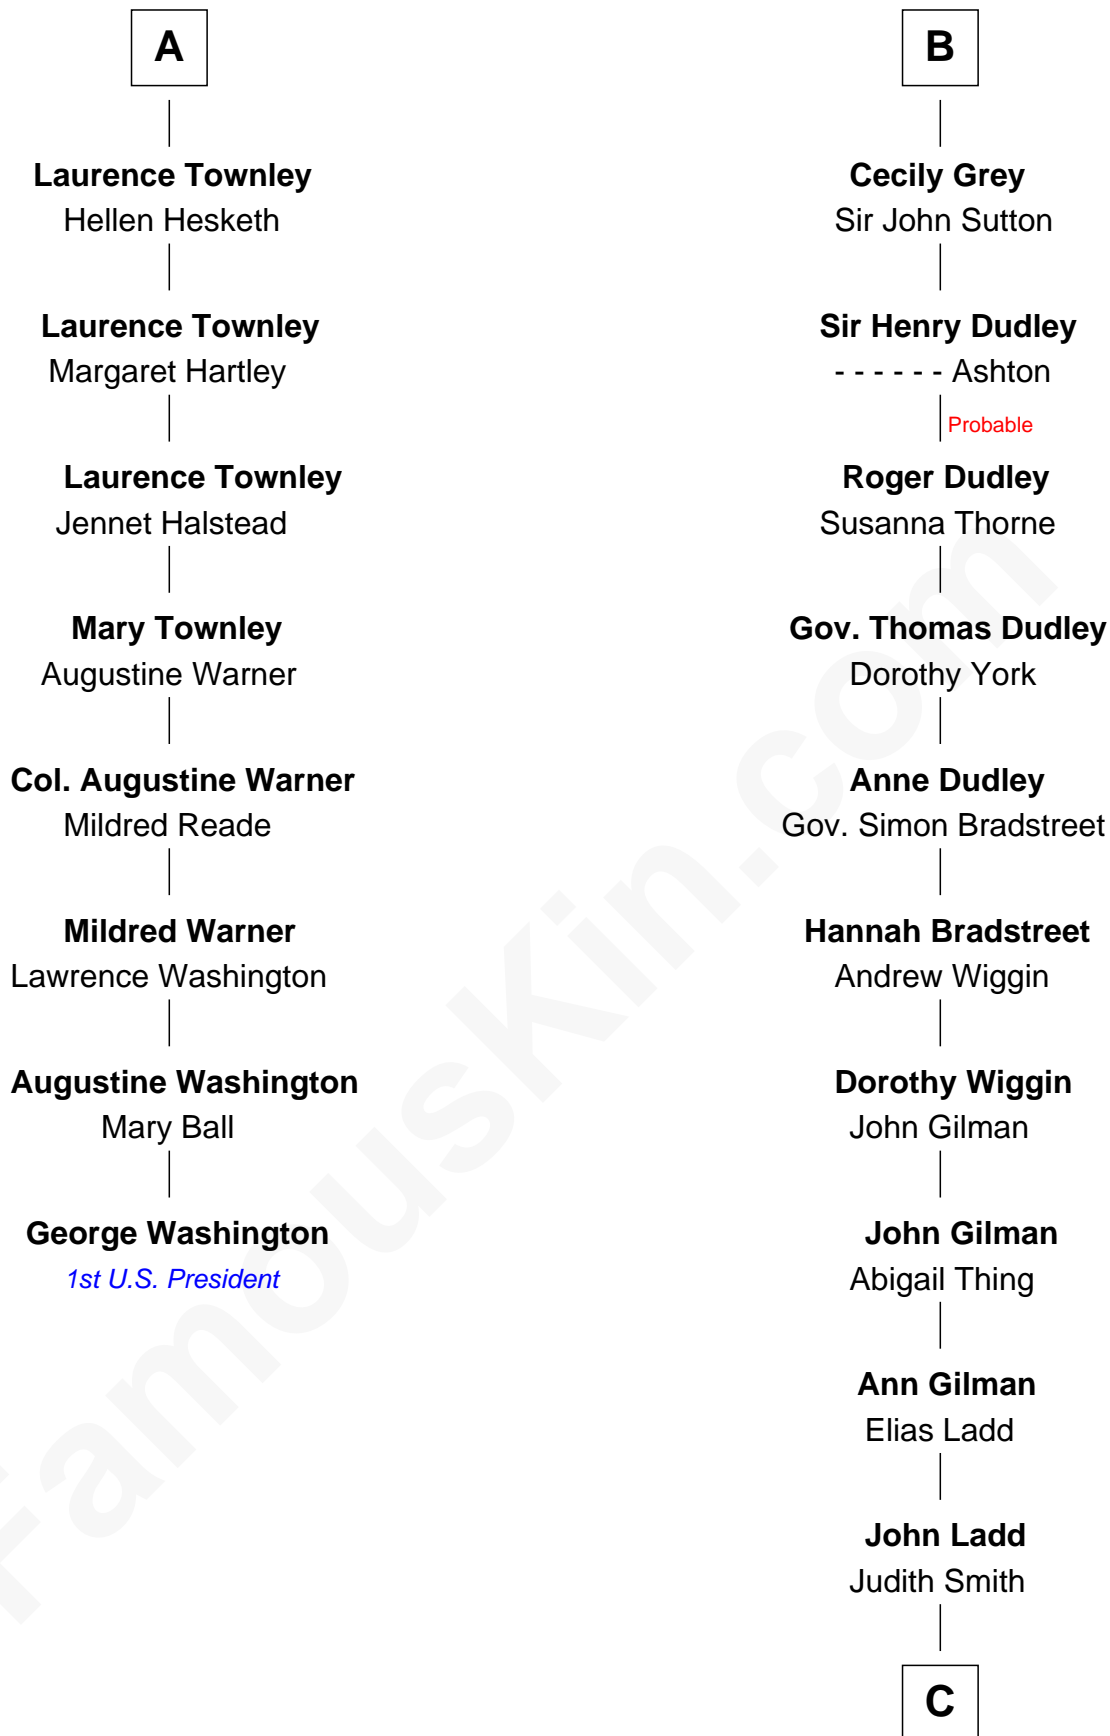 A
Laurence Townley
Hellen Hesketh
Laurence Townley
Margaret Hartley
Laurence Townley
Jennet Halstead
Mary Townley
Augustine Warner
Col. Augustine Warner
Mildred Reade
Mildred Warner
Lawrence Washington
Augustine Washington
Mary Ball
George Washington
1st U.S. President
B
Cecily Grey
Sir John Sutton
Sir Henry Dudley
- - - - - - Ashton
Probable
Roger Dudley
Susanna Thorne
Gov. Thomas Dudley
Dorothy York
Anne Dudley
Gov. Simon Bradstreet
Hannah Bradstreet
Andrew Wiggin
Dorothy Wiggin
John Gilman
John Gilman
Abigail Thing
Ann Gilman
Elias Ladd
John Ladd
Judith Smith
C
FamousKin.com